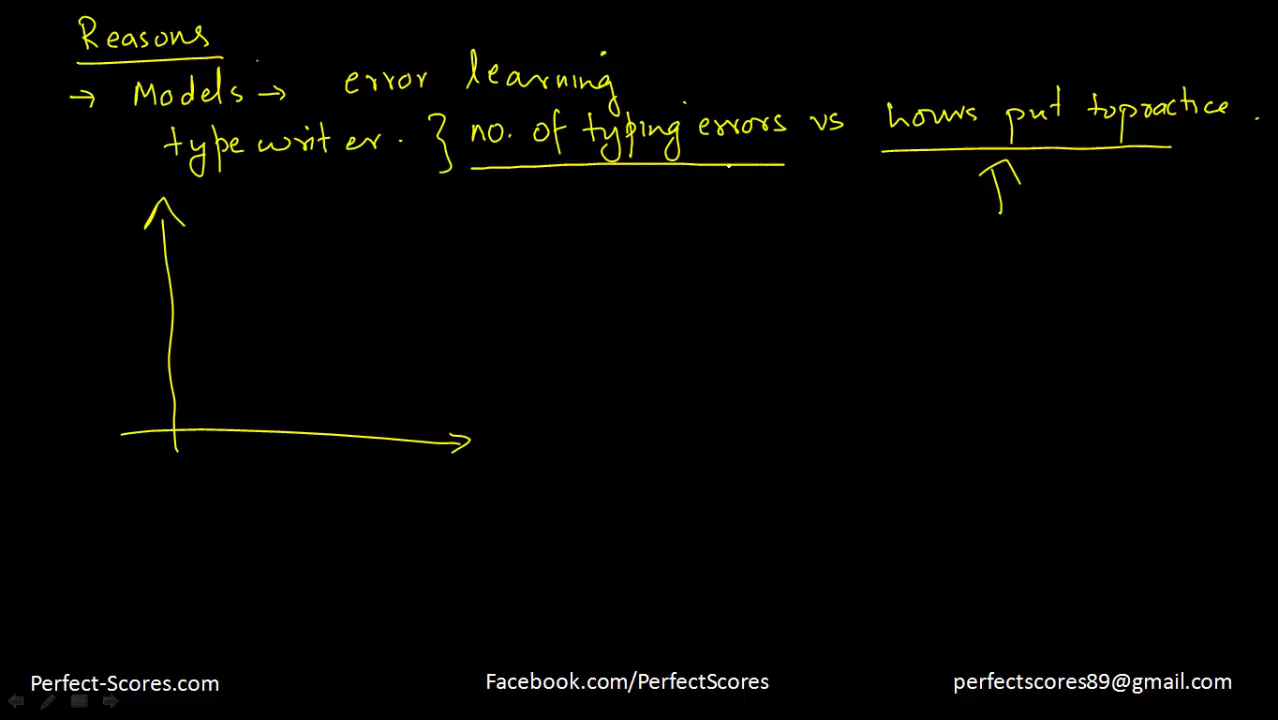 Reasons
→ Models → error learning
typewriter. } no. of typing errors vs hours put to practice.
Perfect-Scores.com
Facebook.com/PerfectScores
perfectscores89@gmail.com